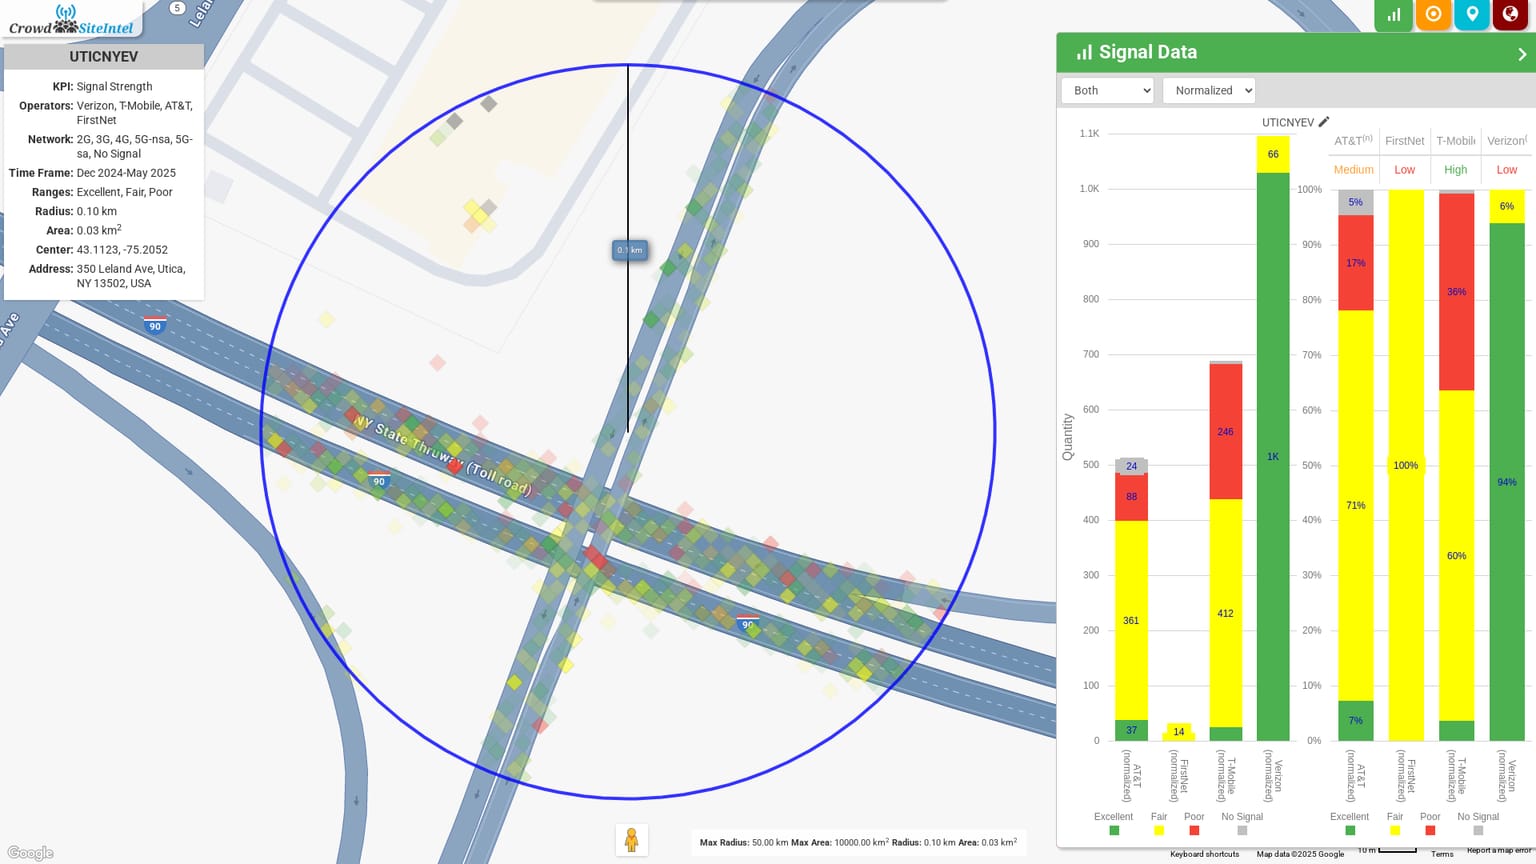 CrowdSiteIntel
5
UTICNYEV
KPI: Signal Strength
Operators: Verizon, T-Mobile, AT&T,
FirstNet
Network: 2G, 3G, 4G, 5G-nsa, 5G-
sa, No Signal
Time Frame: Dec 2024-May 2025
Ranges: Excellent, Fair, Poor
Radius: 0.10 km
Area: 0.03 km²
Center: 43.1123, -75.2052
Address: 350 Leland Ave, Utica,
NY 13502, USA
Ave
90
0.1 km
NY State Thruway (Toll road)
90
90
Google
Max Radius: 50.00 km Max Area: 10000.00 km² Radius: 0.10 km Area: 0.03 km²
Signal Data
Both
Normalized
UTICNYEV
Quantity
1.1K
1.0K
900
800
700
600
500
400
300
200
100
0
24
88
361
37
14
246
412
66
1K
AT&T (normalized)
FirstNet (normalized)
T-Mobile (normalized)
Verizon (normalized)
Excellent Fair Poor No Signal
AT&T(n) FirstNet T-Mobile Verizon(
Medium Low High Low
100%
90%
80%
70%
60%
50%
40%
30%
20%
10%
0%
5%
17%
71%
7%
100%
36%
60%
6%
94%
AT&T (normalized)
FirstNet (normalized)
T-Mobile (normalized)
Verizon (normalized)
Excellent Fair Poor No Signal
Keyboard shortcuts Map data ©2025 Google 10 m Terms Report a map error